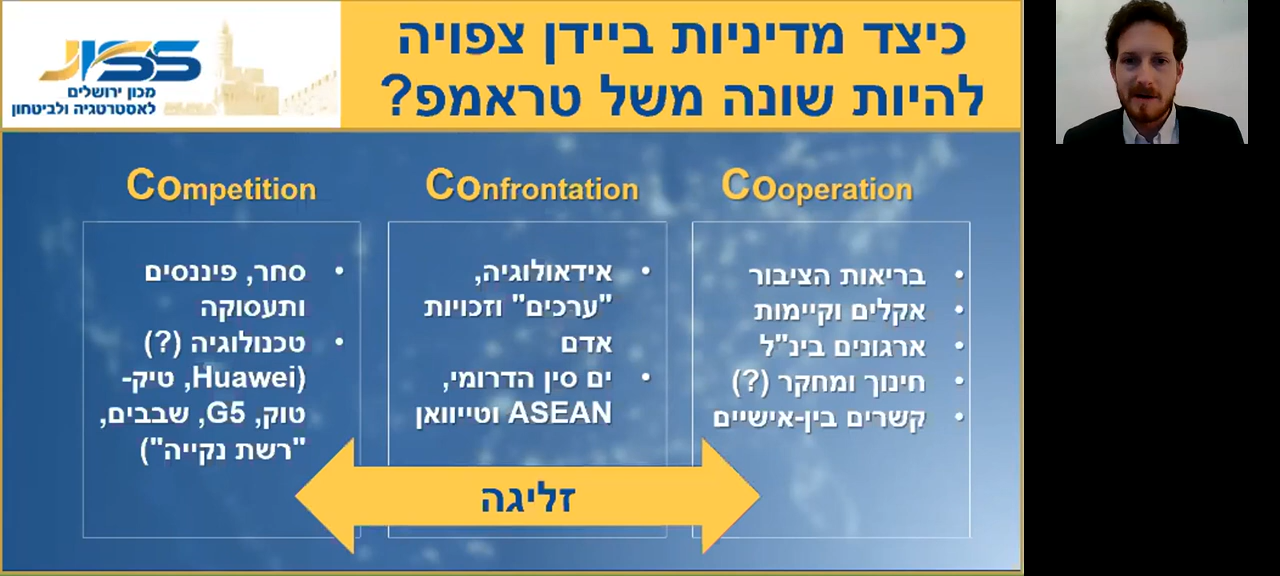 JISS
מכון ירושלים
לאסטרטגיה ולביטחון
כיצד מדיניות ביידן צפויה
להיות שונה משל טראמפ?
Cooperation
• בריאות הציבור
• אקלים וקיימות
• ארגונים בינ"ל
• חינוך ומחקר (?)
• קשרים בין-אישיים
Confrontation
• אידאולוגיה,
"ערכים" וזכויות
אדם
• ים סין הדרומי,
ASEAN וטייוואן
Competition
• סחר, פיננסים
ותעסוקה
• טכנולוגיה (?)
(Huawei, טיק-
טוק, G5, שבבים,
"רשת נקייה")
זליגה